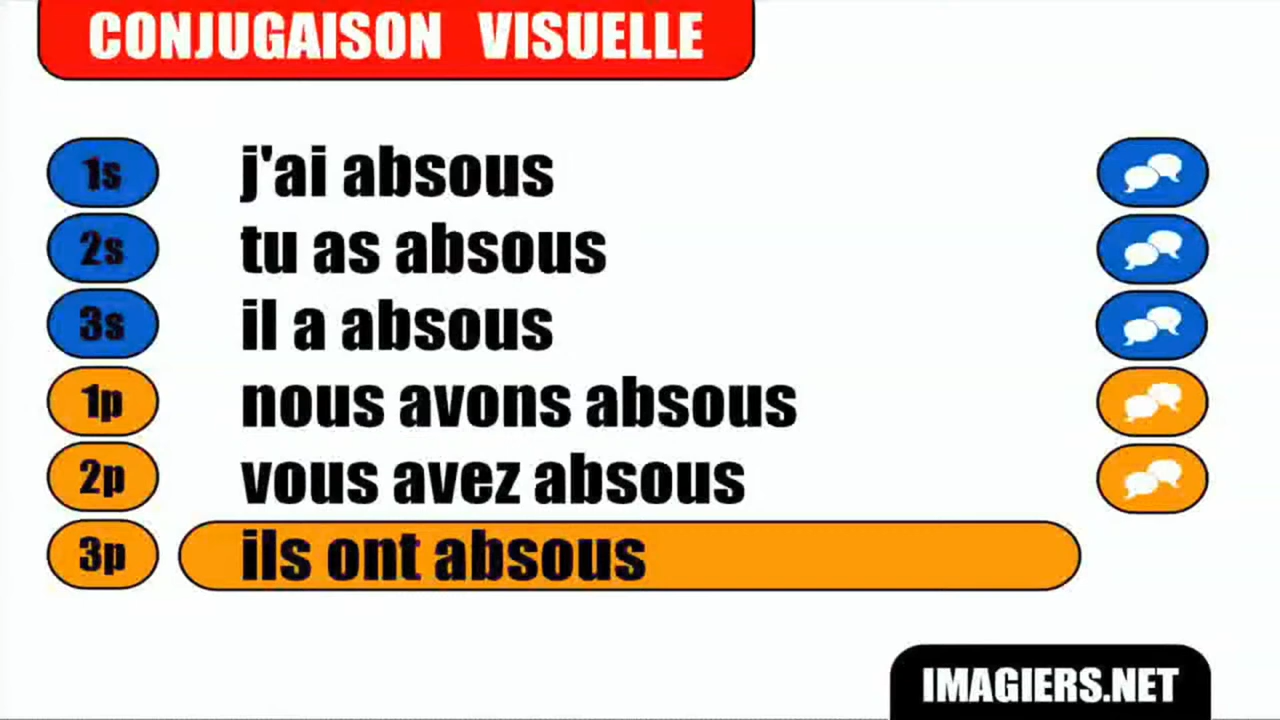 CONJUGAISON VISUELLE
1s j'ai absous
2s tu as absous
3s il a absous
1p nous avons absous
2p vous avez absous
3p ils ont absous
IMAGIERS.NET